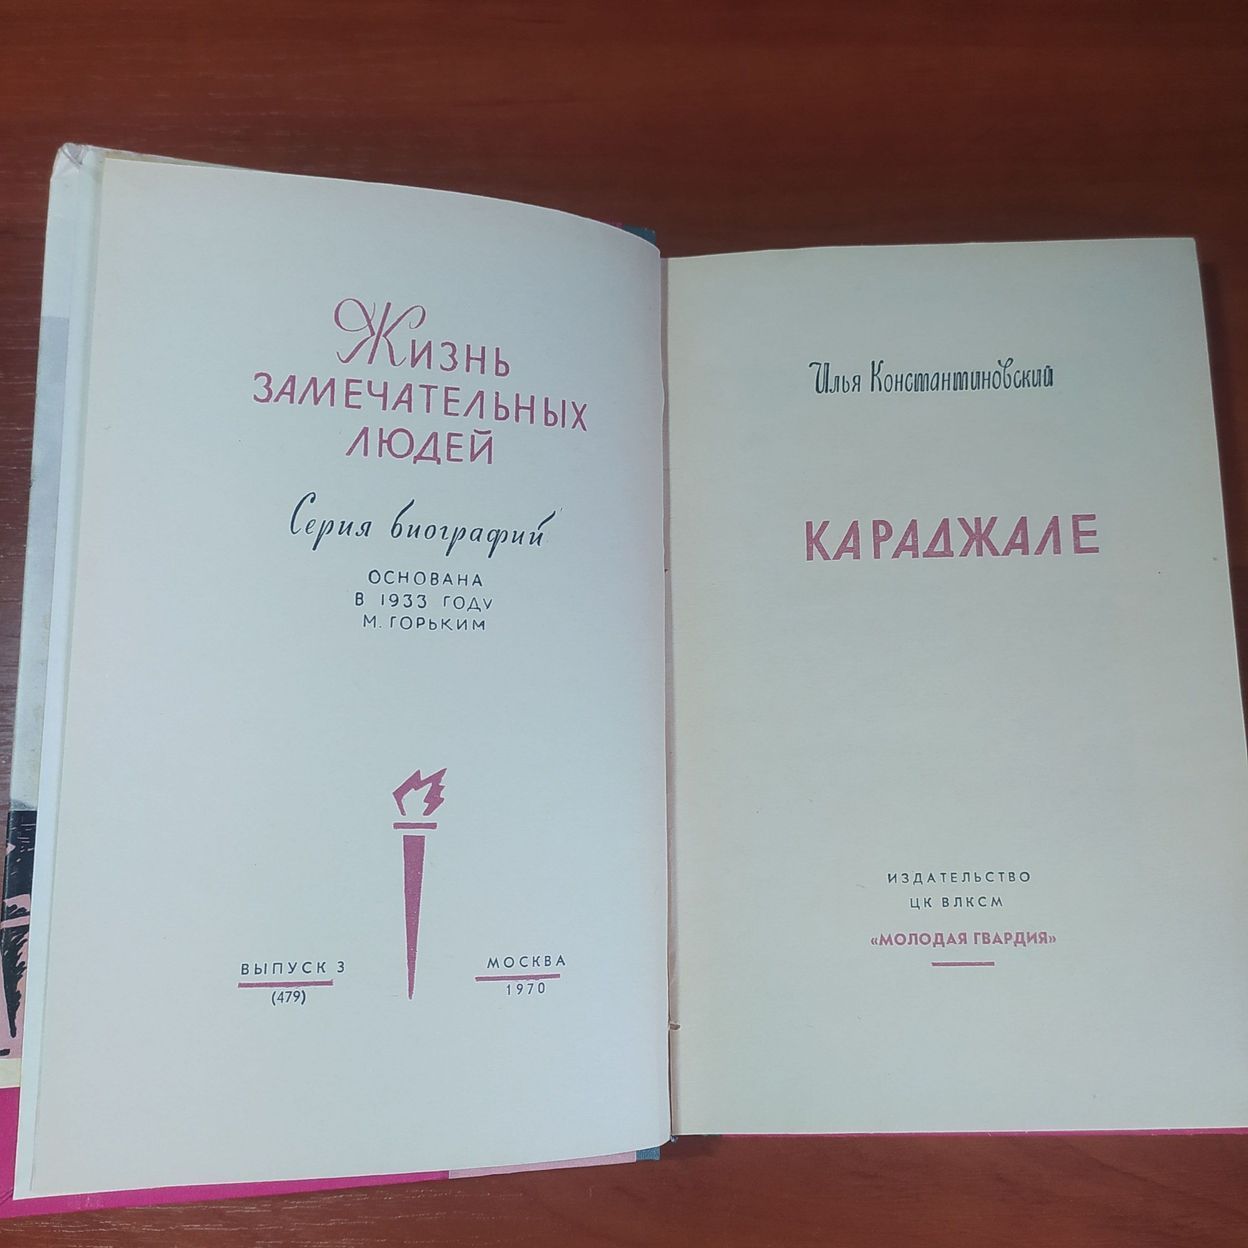 Жизнь
ЗАМЕЧАТЕЛЬНЫХ
ЛЮДЕЙ
Серия биографий
ОСНОВАНА
В 1933 ГОДУ
М. ГОРЬКИМ
ВЫПУСК 3
(479)
МОСКВА
1970
Илья Константиновский
КАРАДЖАЛЕ
ИЗДАТЕЛЬСТВО
ЦК ВЛКСМ
«МОЛОДАЯ ГВАРДИЯ»